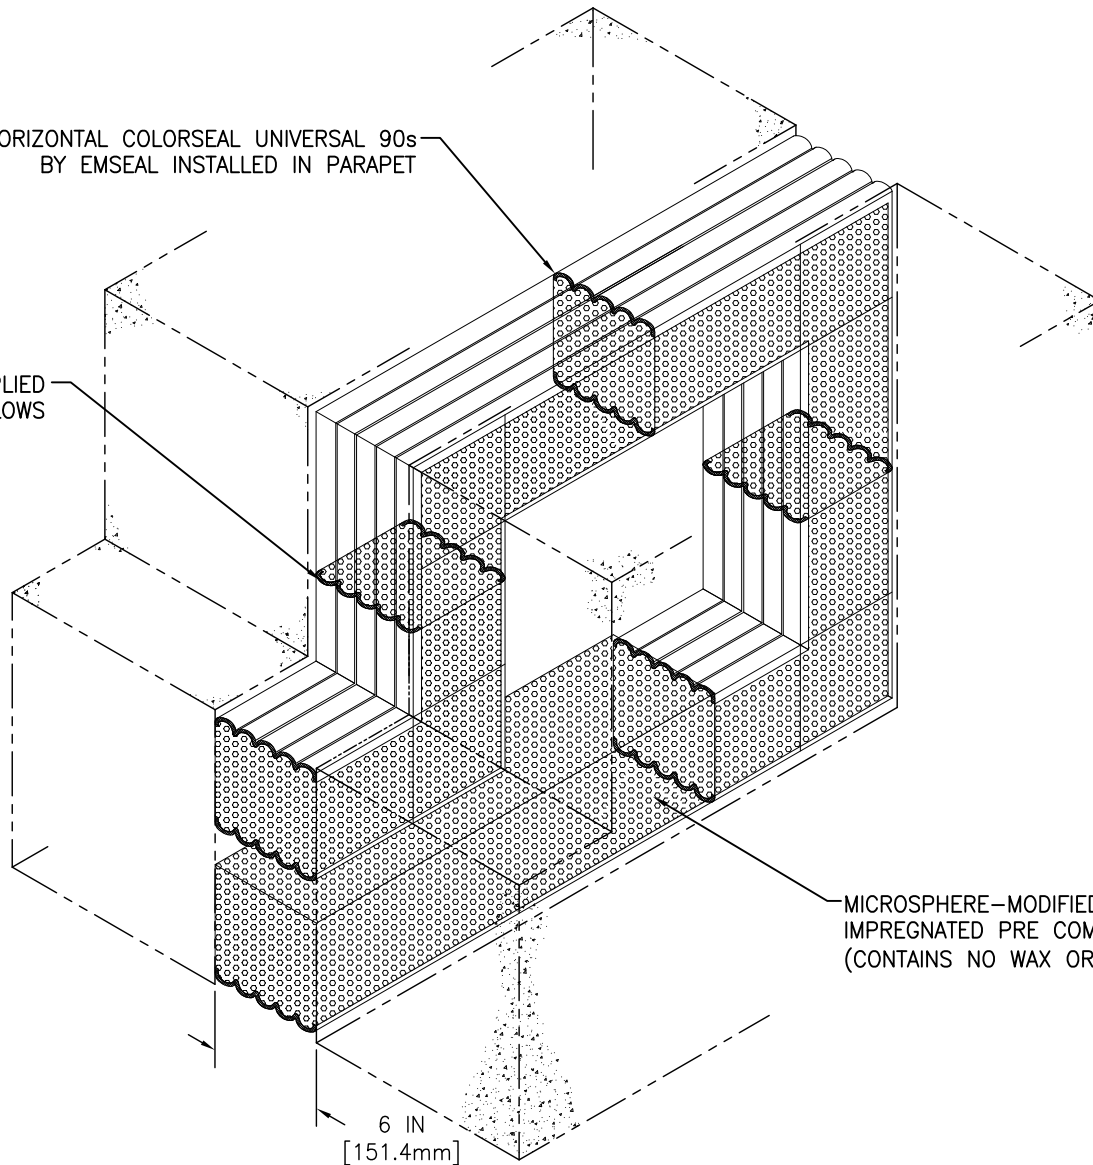 ORIZONTAL COLORSEAL UNIVERSAL 90s
BY EMSEAL INSTALLED IN PARAPET
PLIED
LOWS
MICROSPHERE-MODIFIED
IMPREGNATED PRE COM
(CONTAINS NO WAX OR
6 IN
[151.4mm]